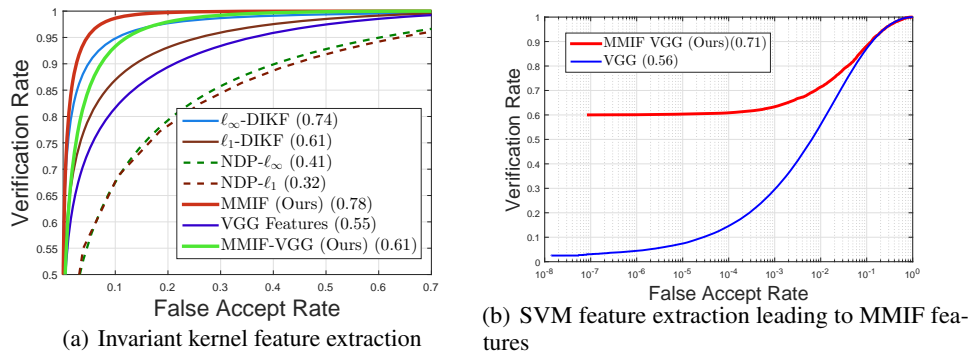 Verification Rate
1
0.95
0.9
0.85
0.8
0.75
0.7
0.65
0.6
0.55
0.5
ℓ∞-DIKF (0.74)
ℓ1-DIKF (0.61)
NDP-ℓ∞ (0.41)
NDP-ℓ1 (0.32)
MMIF (Ours) (0.78)
VGG Features (0.55)
MMIF-VGG (Ours) (0.61)
0.1 0.2 0.3 0.4 0.5 0.6 0.7
False Accept Rate
(a) Invariant kernel feature extraction
Verification Rate
1.0
0.9
0.8
0.7
0.6
0.5
0.4
0.3
0.2
0.1
0
MMIF VGG (Ours)(0.71)
VGG (0.56)
10^-8 10^-7 10^-6 10^-5 10^-4 10^-3 10^-2 10^-1 10^0
False Accept Rate
(b) SVM feature extraction leading to MMIF fea-
tures